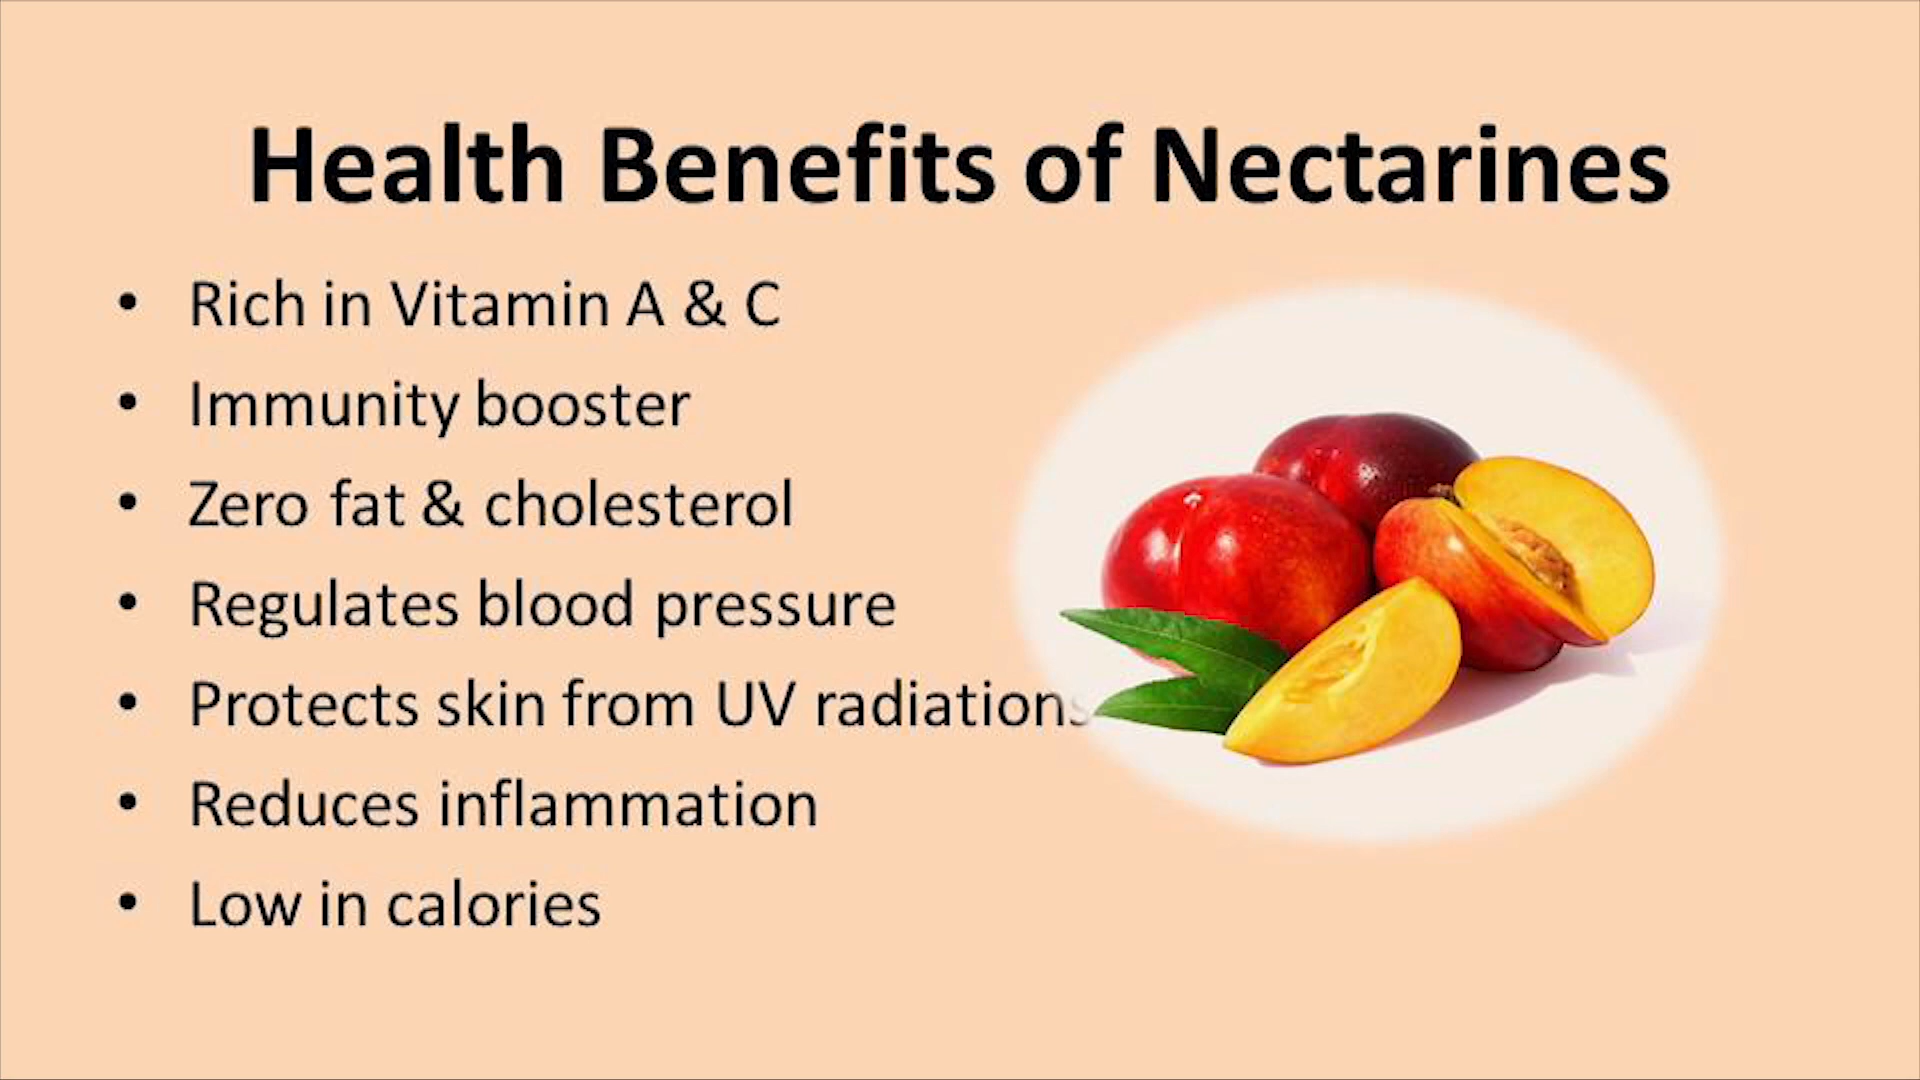 Health Benefits of Nectarines
• Rich in Vitamin A & C
• Immunity booster
• Zero fat & cholesterol
• Regulates blood pressure
• Protects skin from UV radiations
• Reduces inflammation
• Low in calories